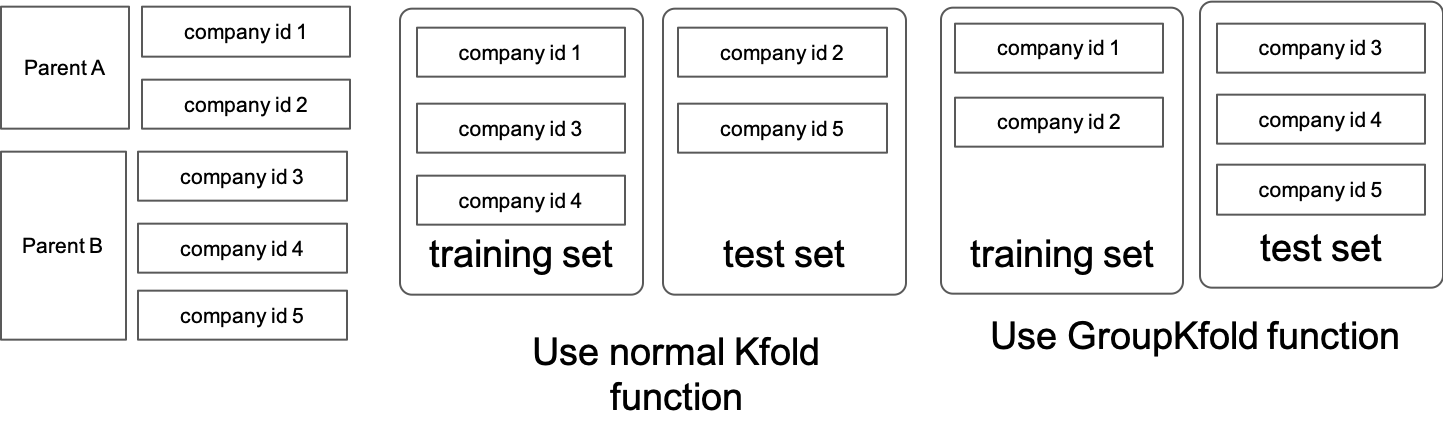 Parent A
company id 1
company id 2
Parent B
company id 3
company id 4
company id 5
company id 1
company id 3
company id 4
training set
company id 2
company id 5
test set
Use normal Kfold
function
company id 1
company id 2
training set
company id 3
company id 4
company id 5
test set
Use GroupKfold function